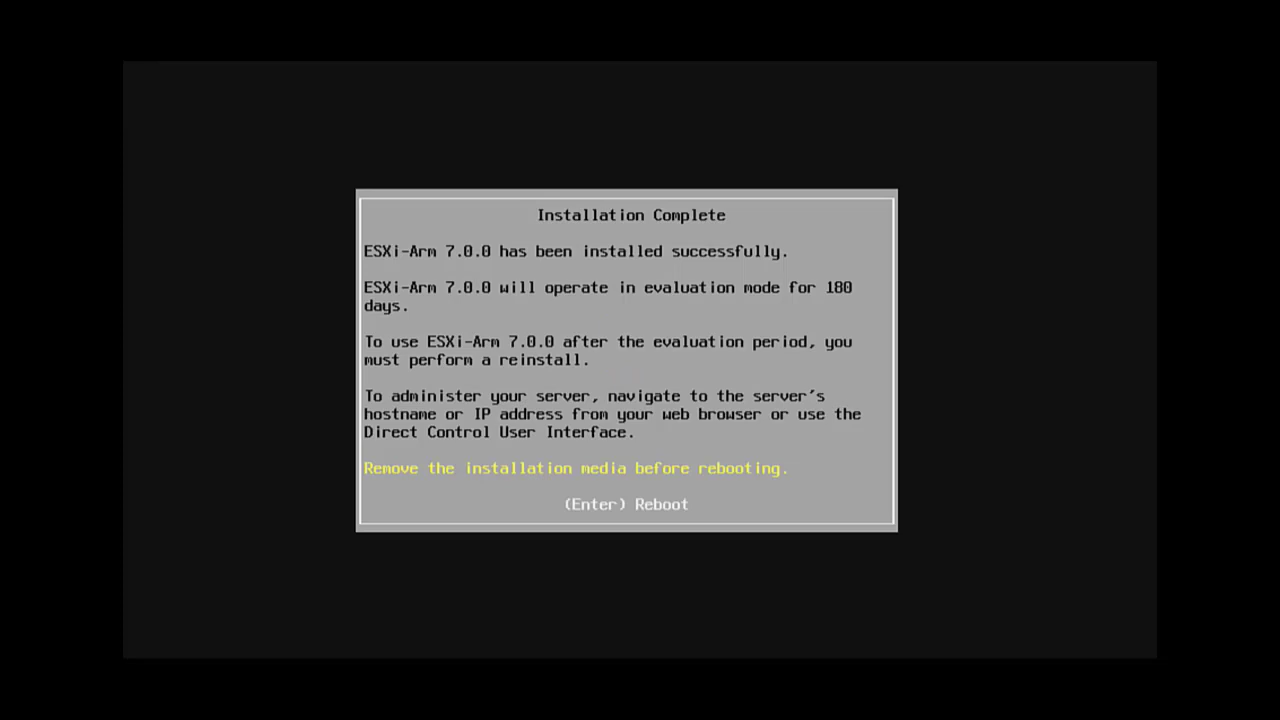 Installation Complete
ESXi-Arm 7.0.0 has been installed successfully.
ESXi-Arm 7.0.0 will operate in evaluation mode for 180
days.
To use ESXi-Arm 7.0.0 after the evaluation period, you
must perform a reinstall.
To administer your server, navigate to the server's
hostname or IP address from your web browser or use the
Direct Control User Interface.
Remove the installation media before rebooting.
(Enter) Reboot